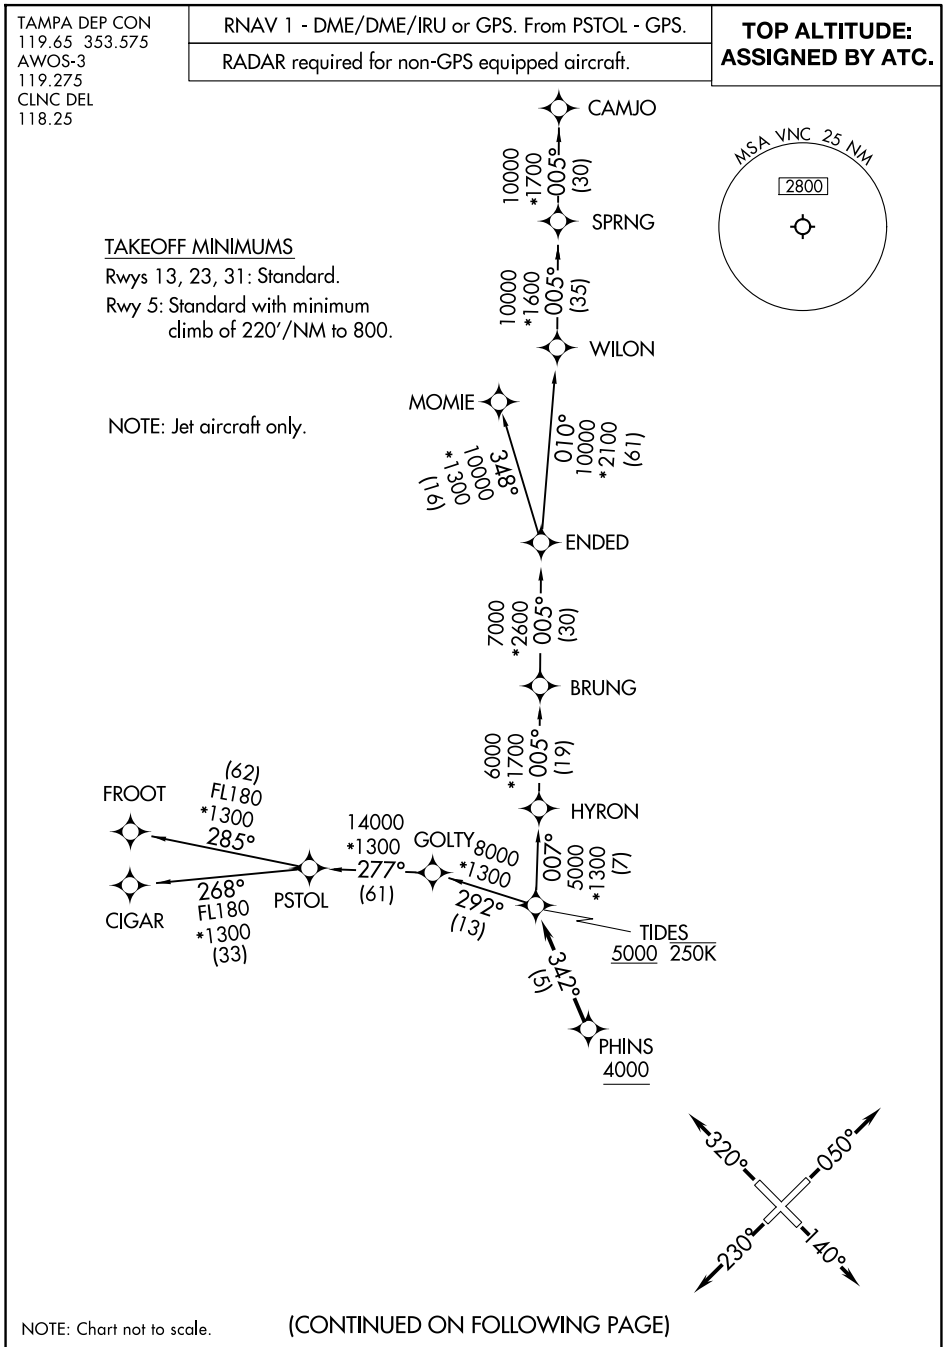 TAMPA DEP CON
119.65 353.575
AWOS-3
119.275
CLNC DEL
118.25
RNAV 1 - DME/DME/IRU or GPS. From PSTOL - GPS.
RADAR required for non-GPS equipped aircraft.
TOP ALTITUDE:
ASSIGNED BY ATC.
MSA VNC 25 NM
2800
TAKEOFF MINIMUMS
Rwys 13, 23, 31: Standard.
Rwy 5: Standard with minimum
climb of 220'/NM to 800.
NOTE: Jet aircraft only.
CAMJO
10000
*1700
005°
(30)
SPRNG
10000
*1600
005°
(35)
WILON
MOMIE
348°
10000
*1300
(16)
010°
10000
*2100
(61)
ENDED
7000
*2600
005°
(30)
BRUNG
6000
*1700
005°
(19)
HYRON
007°
5000
*1300
(7)
FROOT
(62)
FL180
*1300
285°
CIGAR
268°
FL180
*1300
(33)
PSTOL
14000
*1300
277°
(61)
GOLTY
8000
*1300
292°
(13)
TIDES
5000 250K
342°
(5)
PHINS
4000
320°
050°
230°
140°
NOTE: Chart not to scale.
(CONTINUED ON FOLLOWING PAGE)